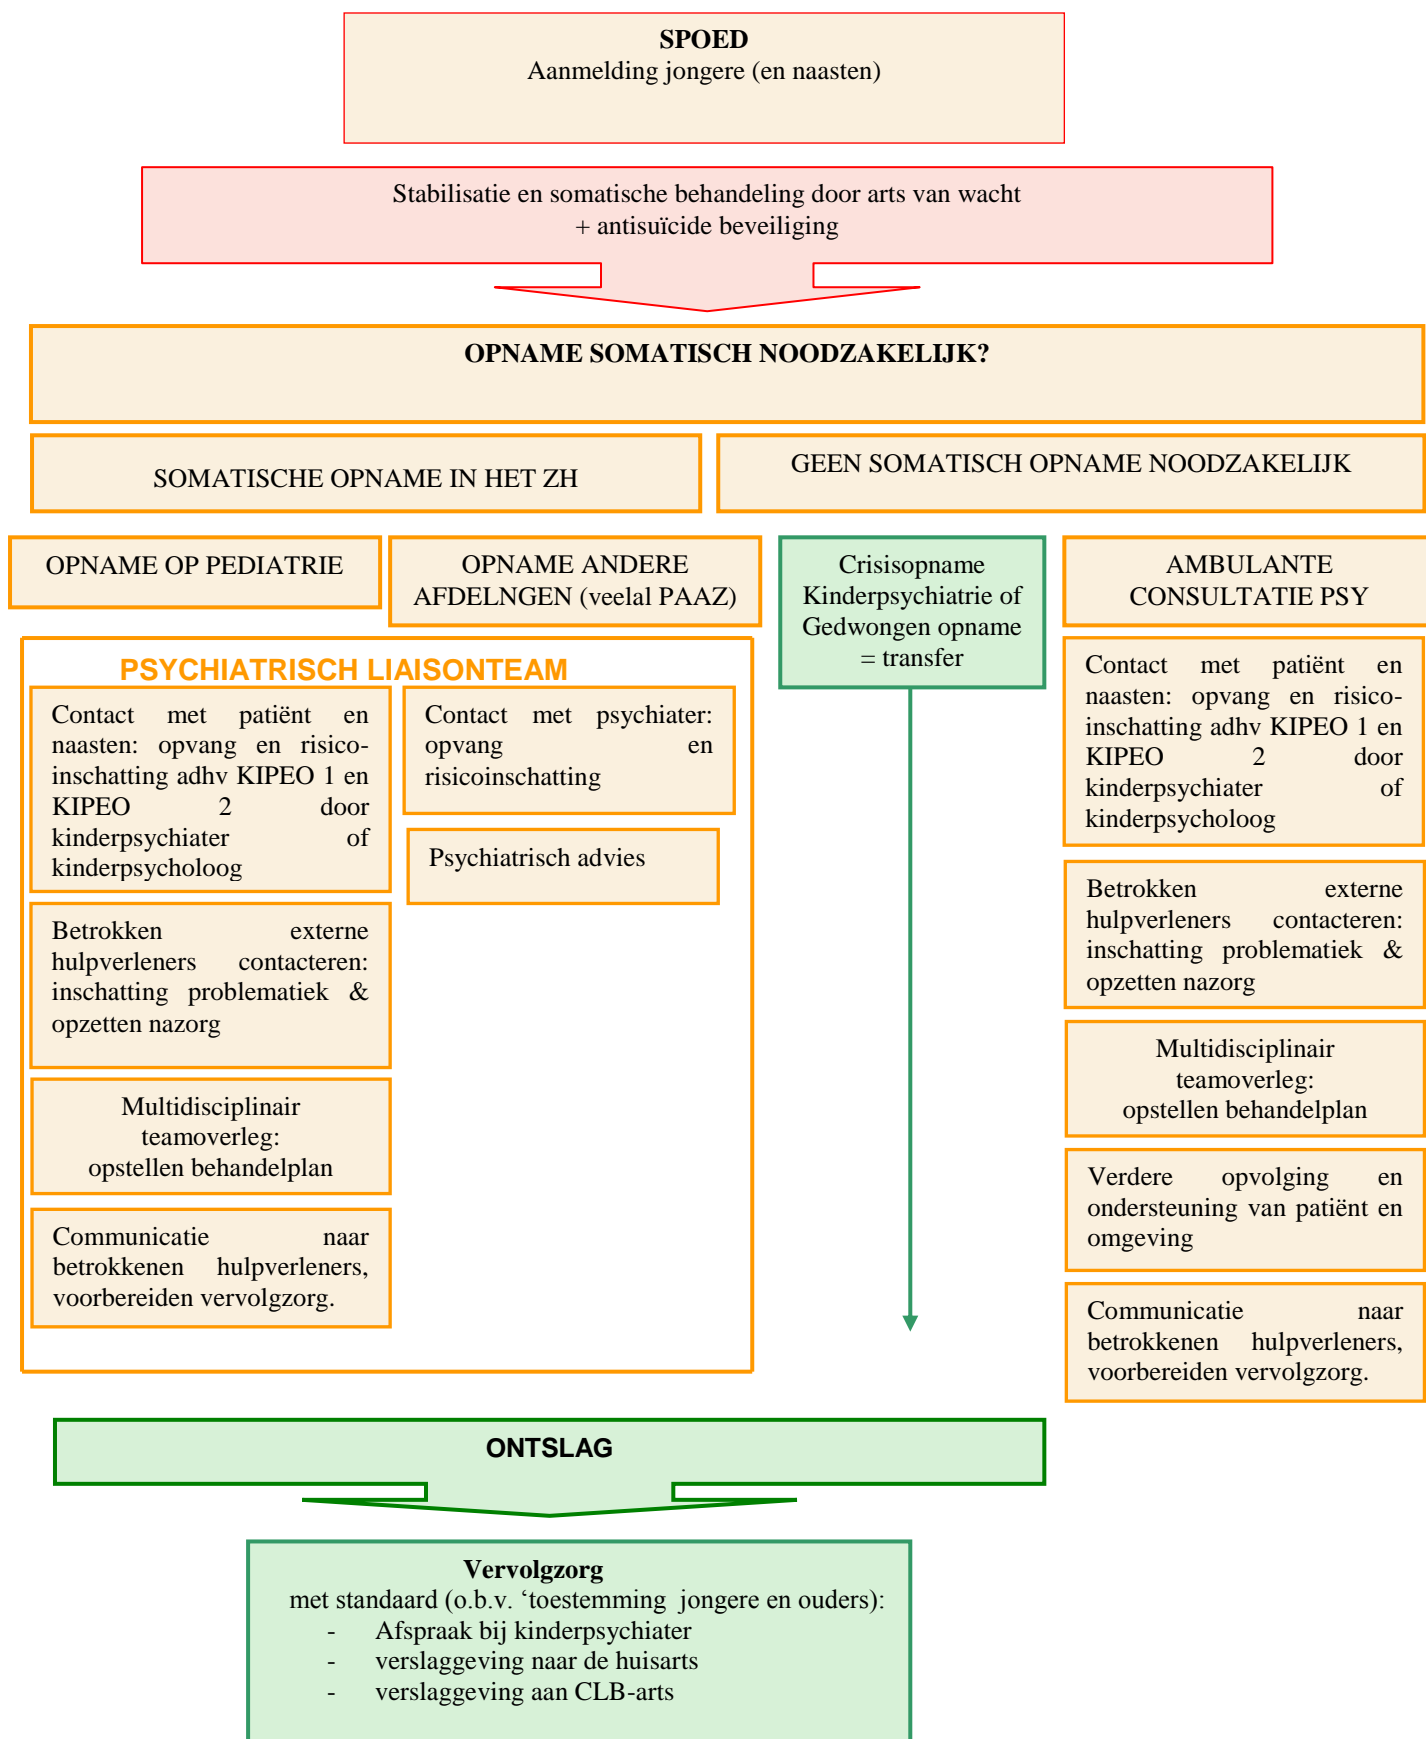 SPOED
Aanmelding jongere (en naasten)
Stabilisatie en somatische behandeling door arts van wacht
+ antisuïcide beveiliging
OPNAME SOMATISCH NOODZAKELIJK?
SOMATISCHE OPNAME IN HET ZH
GEEN SOMATISCH OPNAME NOODZAKELIJK
OPNAME OP PEDIATRIE
OPNAME ANDERE
AFDELNGEN (veelal PAAZ)
Crisisopname
Kinderpsychiatrie of
Gedwongen opname
= transfer
AMBULANTE
CONSULTATIE PSY
PSYCHIATRISCH LIAISONTEAM
Contact met patiënt en
naasten: opvang en risico-
inschatting adhv KIPEO 1 en
KIPEO 2 door
kinderpsychiater of
kinderpsycholoog
Betrokken externe
hulpverleners contacteren:
inschatting problematiek &
opzetten nazorg
Multidisciplinair
teamoverleg:
opstellen behandelplan
Communicatie naar
betrokkenen hulpverleners,
voorbereiden vervolgzorg.
Contact met psychiater:
opvang en
risicoinschatting
Psychiatrisch advies
Contact met patiënt en
naasten: opvang en risico-
inschatting adhv KIPEO 1 en
KIPEO 2 door
kinderpsychiater of
kinderpsycholoog
Betrokken externe
hulpverleners contacteren:
inschatting problematiek &
opzetten nazorg
Multidisciplinair
teamoverleg:
opstellen behandelplan
Verdere opvolging en
ondersteuning van patiënt en
omgeving
Communicatie naar
betrokkenen hulpverleners,
voorbereiden vervolgzorg.
ONTSLAG
Vervolgzorg
met standaard (o.b.v. ‘toestemming jongere en ouders):
- Afspraak bij kinderpsychiater
- verslaggeving naar de huisarts
- verslaggeving aan CLB-arts